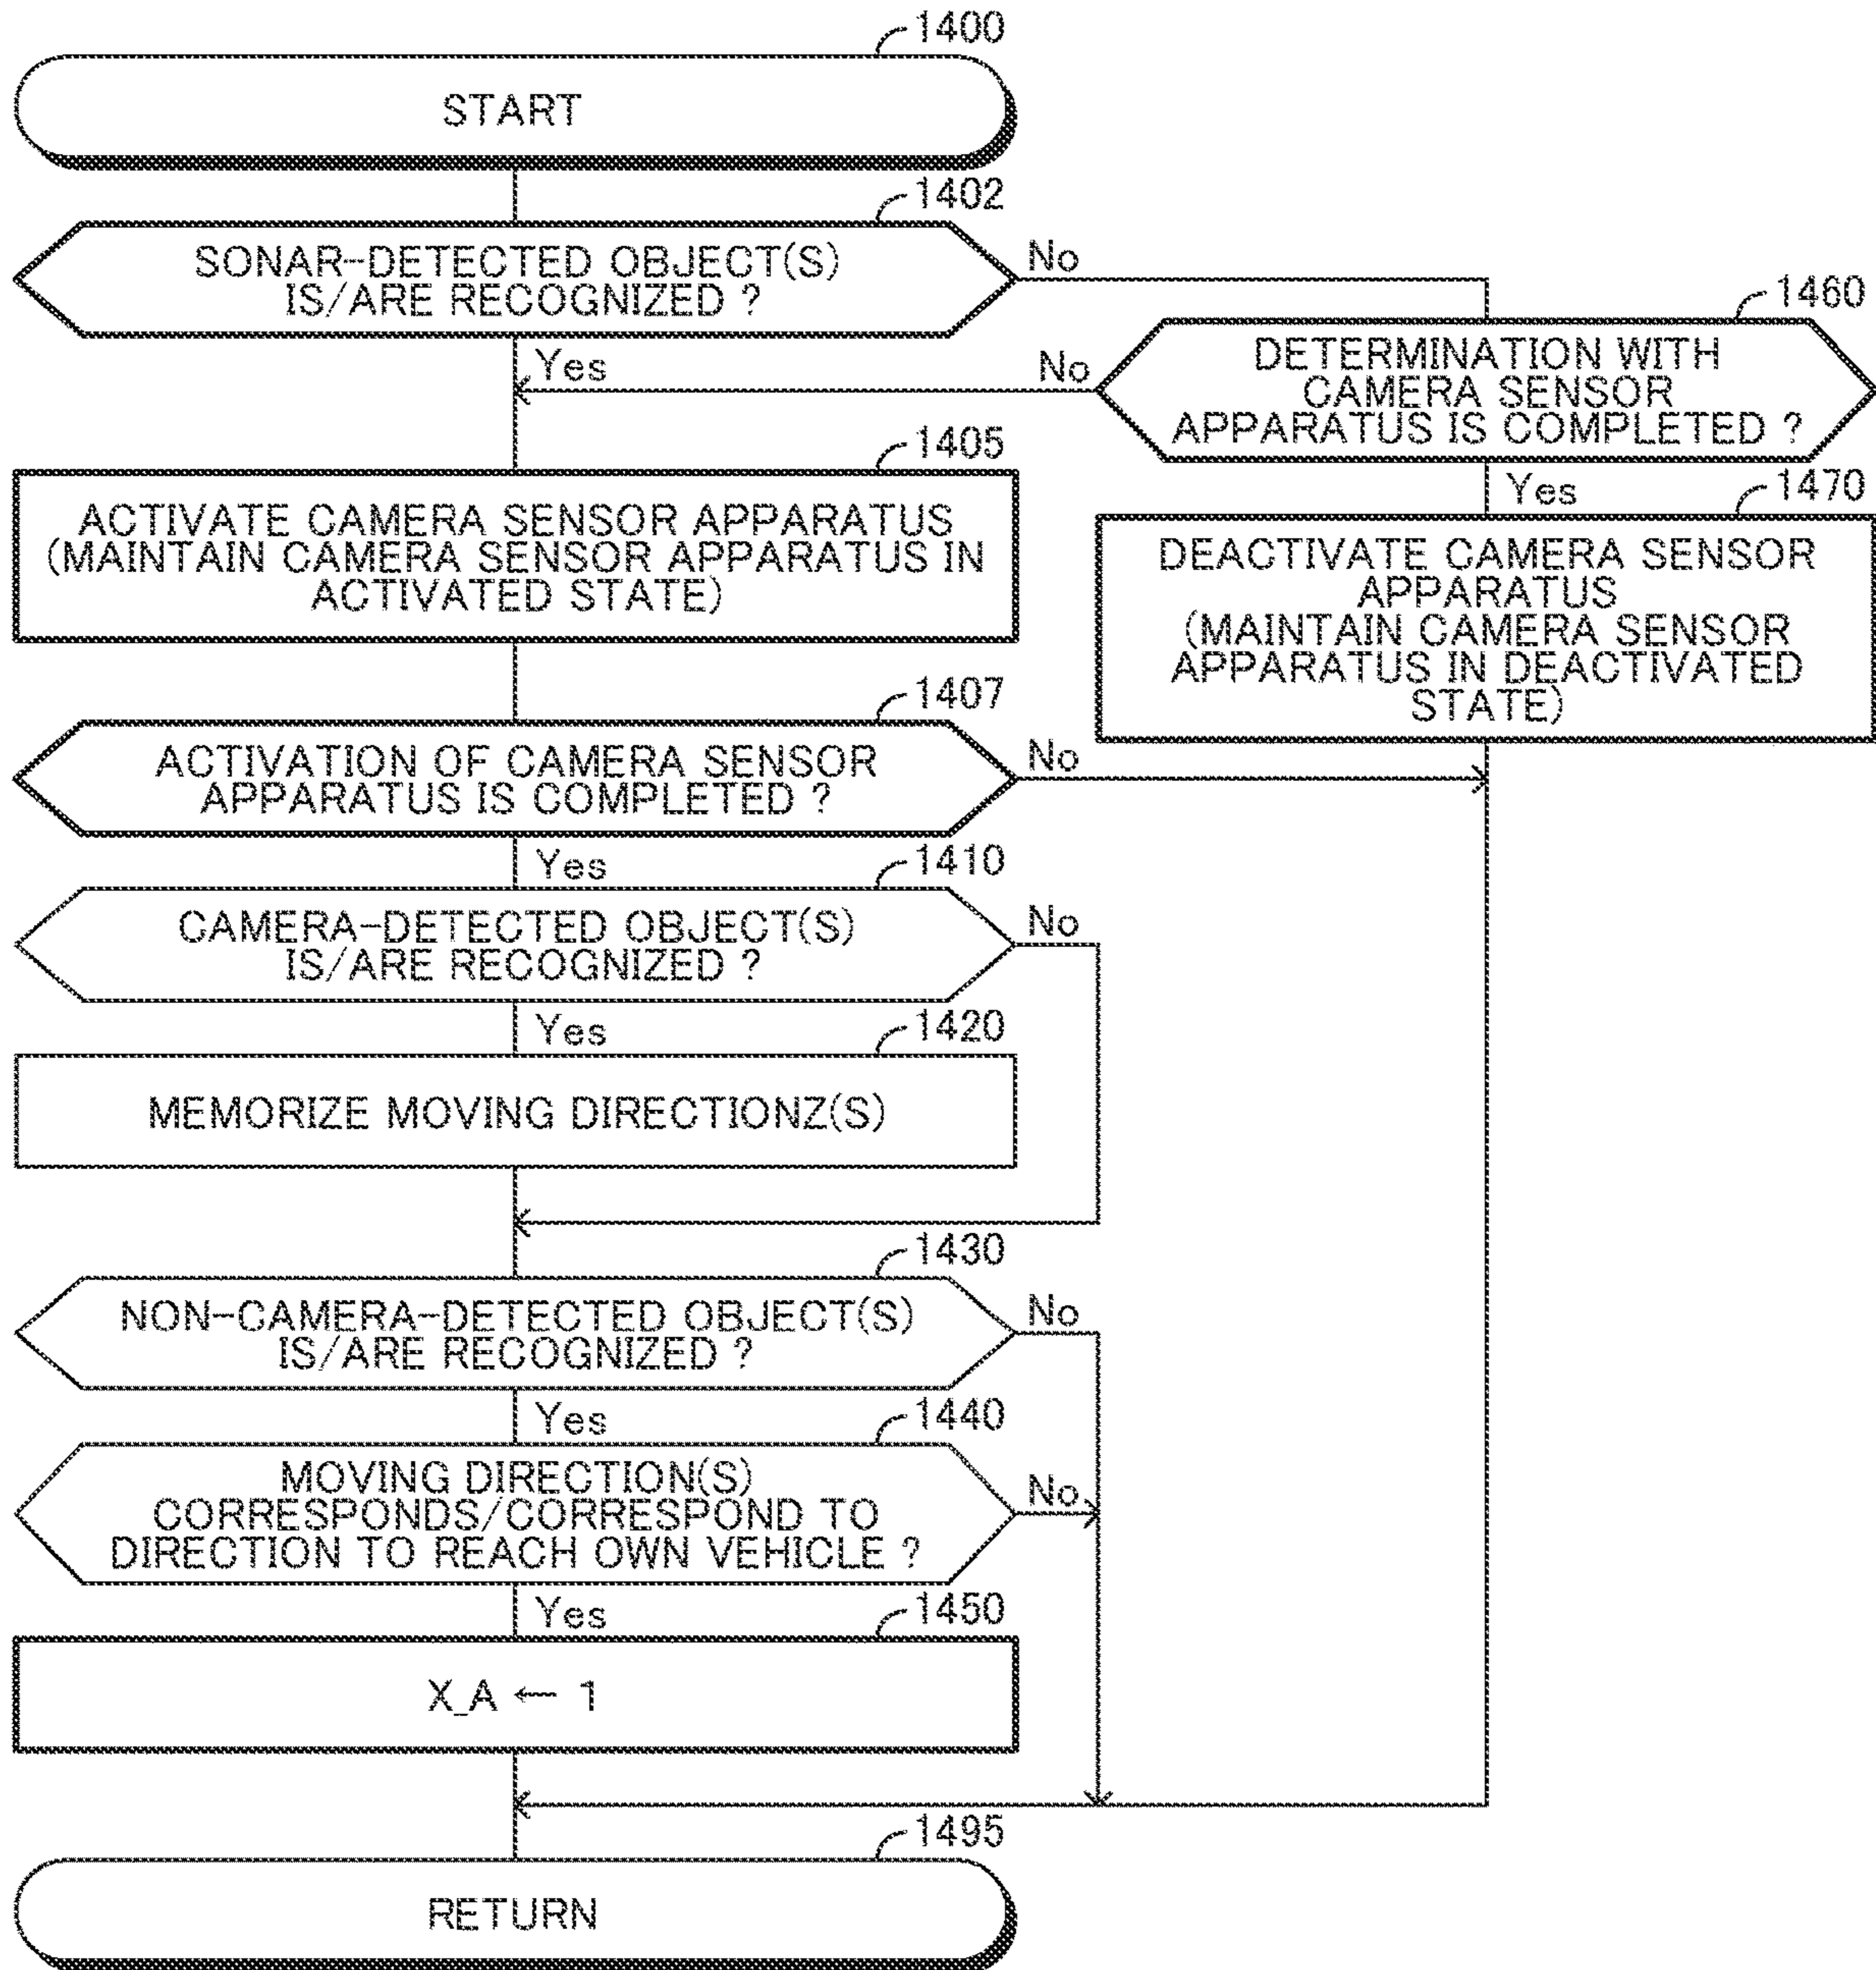 1400
START
1402
SONAR-DETECTED OBJECT(S)
IS/ARE RECOGNIZED ?
No
Yes
1460
DETERMINATION WITH
CAMERA SENSOR
APPARATUS IS COMPLETED ?
No
Yes
1405
ACTIVATE CAMERA SENSOR APPARATUS
(MAINTAIN CAMERA SENSOR APPARATUS IN
ACTIVATED STATE)
1470
DEACTIVATE CAMERA SENSOR
APPARATUS
(MAINTAIN CAMERA SENSOR
APPARATUS IN DEACTIVATED
STATE)
1407
ACTIVATION OF CAMERA SENSOR
APPARATUS IS COMPLETED ?
No
Yes
1410
CAMERA-DETECTED OBJECT(S)
IS/ARE RECOGNIZED ?
No
Yes
1420
MEMORIZE MOVING DIRECTIONZ(S)
1430
NON-CAMERA-DETECTED OBJECT(S)
IS/ARE RECOGNIZED ?
No
Yes
1440
MOVING DIRECTION(S)
CORRESPONDS/CORRESPOND TO
DIRECTION TO REACH OWN VEHICLE ?
No
Yes
1450
X_A ← 1
1495
RETURN